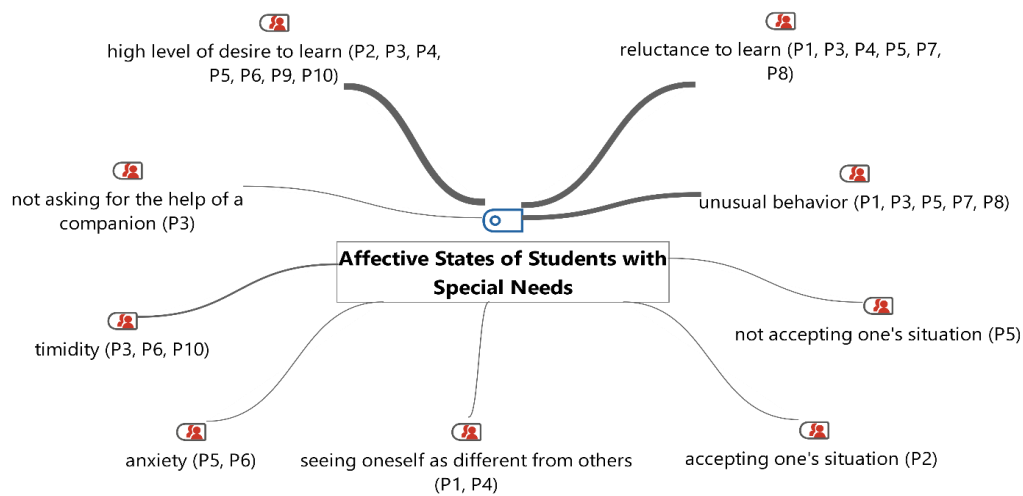 high level of desire to learn (P2, P3, P4,
P5, P6, P9, P10)
reluctance to learn (P1, P3, P4, P5, P7,
P8)
not asking for the help of a
companion (P3)
unusual behavior (P1, P3, P5, P7, P8)
Affective States of Students with
Special Needs
timidity (P3, P6, P10)
not accepting one's situation (P5)
anxiety (P5, P6)
seeing oneself as different from others
(P1, P4)
accepting one's situation (P2)